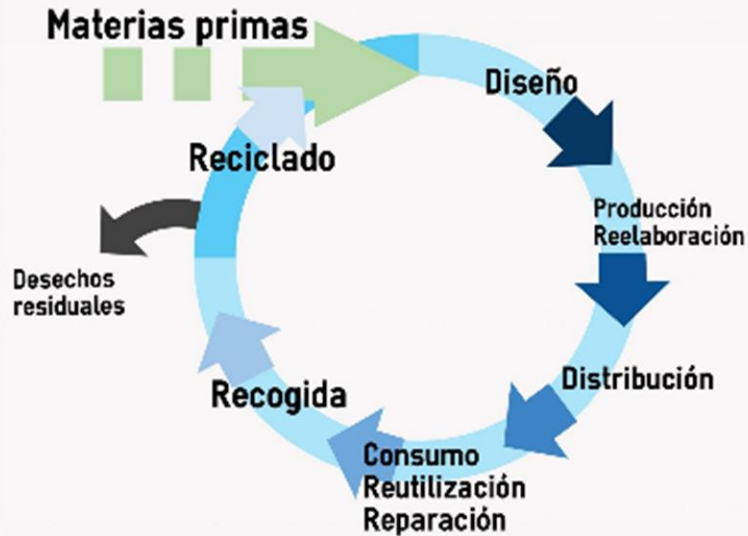 Materias primas
Diseño
Producción
Reelaboración
Distribución
Consumo
Reutilización
Reparación
Recogida
Desechos
residuales
Reciclado